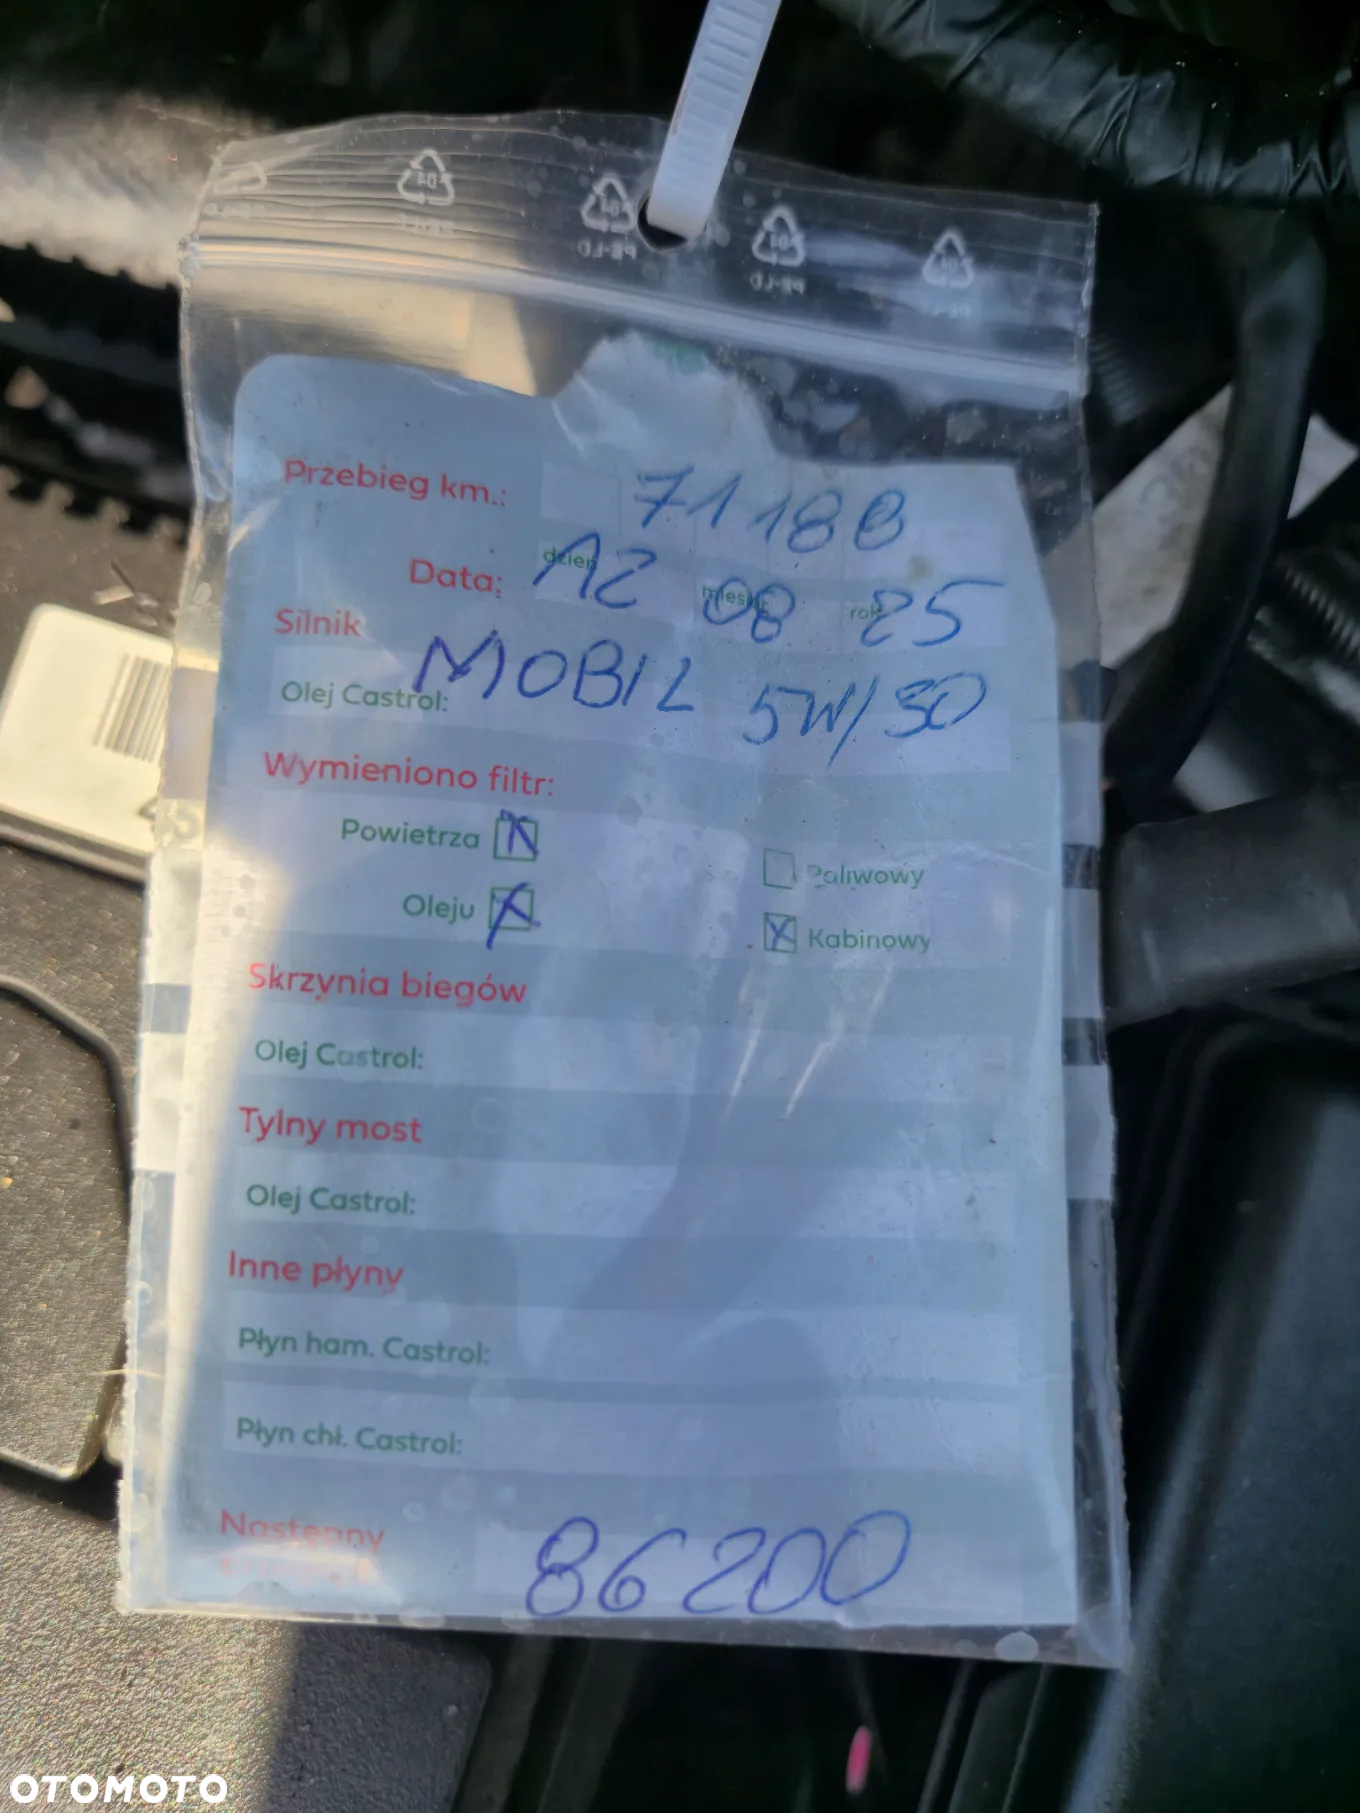 Przebieg km.: 71188
Data: dzień 12 miesiąc 08 rok 25
Silnik
Olej Castrol: MOBIL 5W/30
Wymieniono filtr:
Powietrza X Paliwowy
Oleju X X Kabinowy
Skrzynia biegów
Olej Castrol:
Tylny most
Olej Castrol:
Inne płyny
Płyn ham. Castrol:
Płyn chł. Castrol:
Następny 86200
OTOMOTO